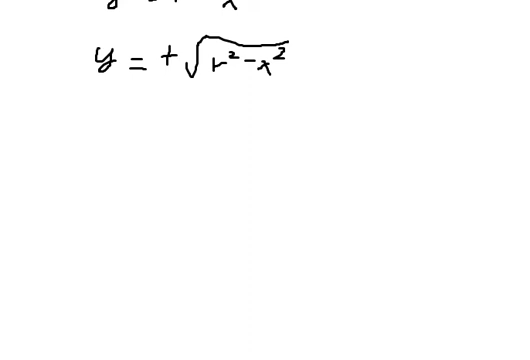 y = + √(r² - x²)